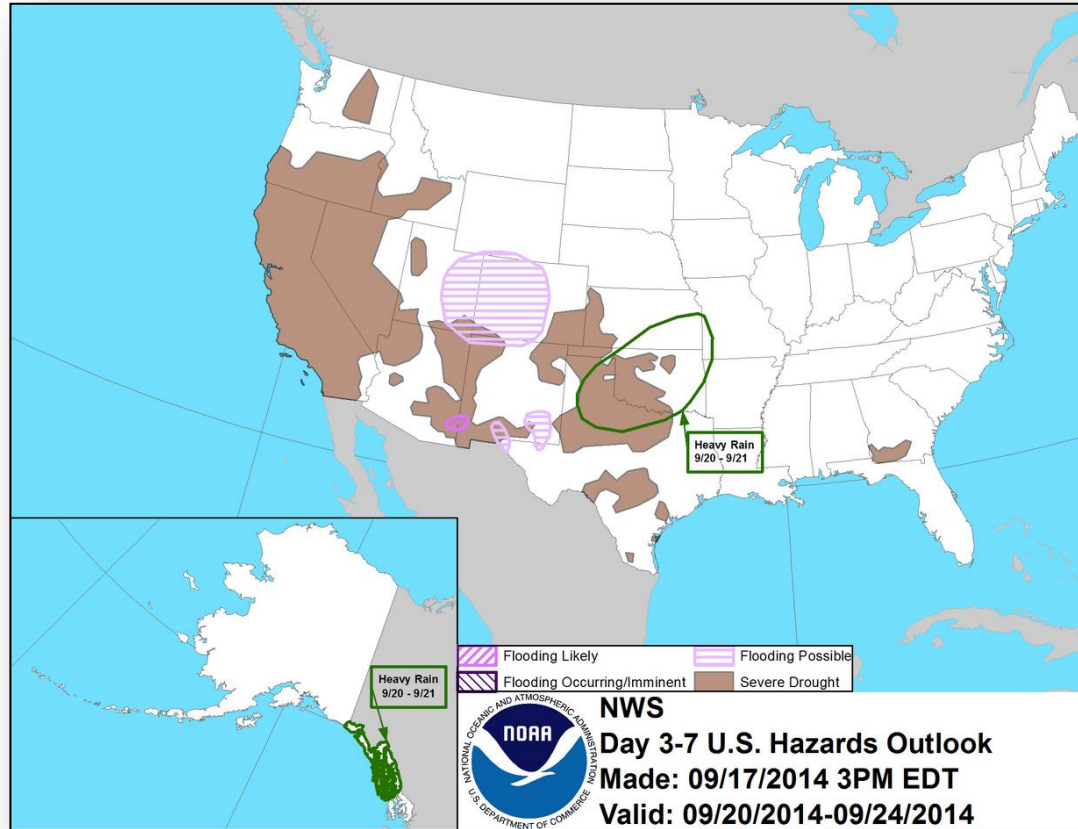 Heavy Rain
9/20 - 9/21
Heavy Rain
9/20 - 9/21
Flooding Likely
Flooding Possible
Flooding Occurring/Imminent
Severe Drought
NATIONAL OCEANIC AND ATMOSPHERIC ADMINISTRATION
NOAA
U.S. DEPARTMENT OF COMMERCE
NWS
Day 3-7 U.S. Hazards Outlook
Made: 09/17/2014 3PM EDT
Valid: 09/20/2014-09/24/2014